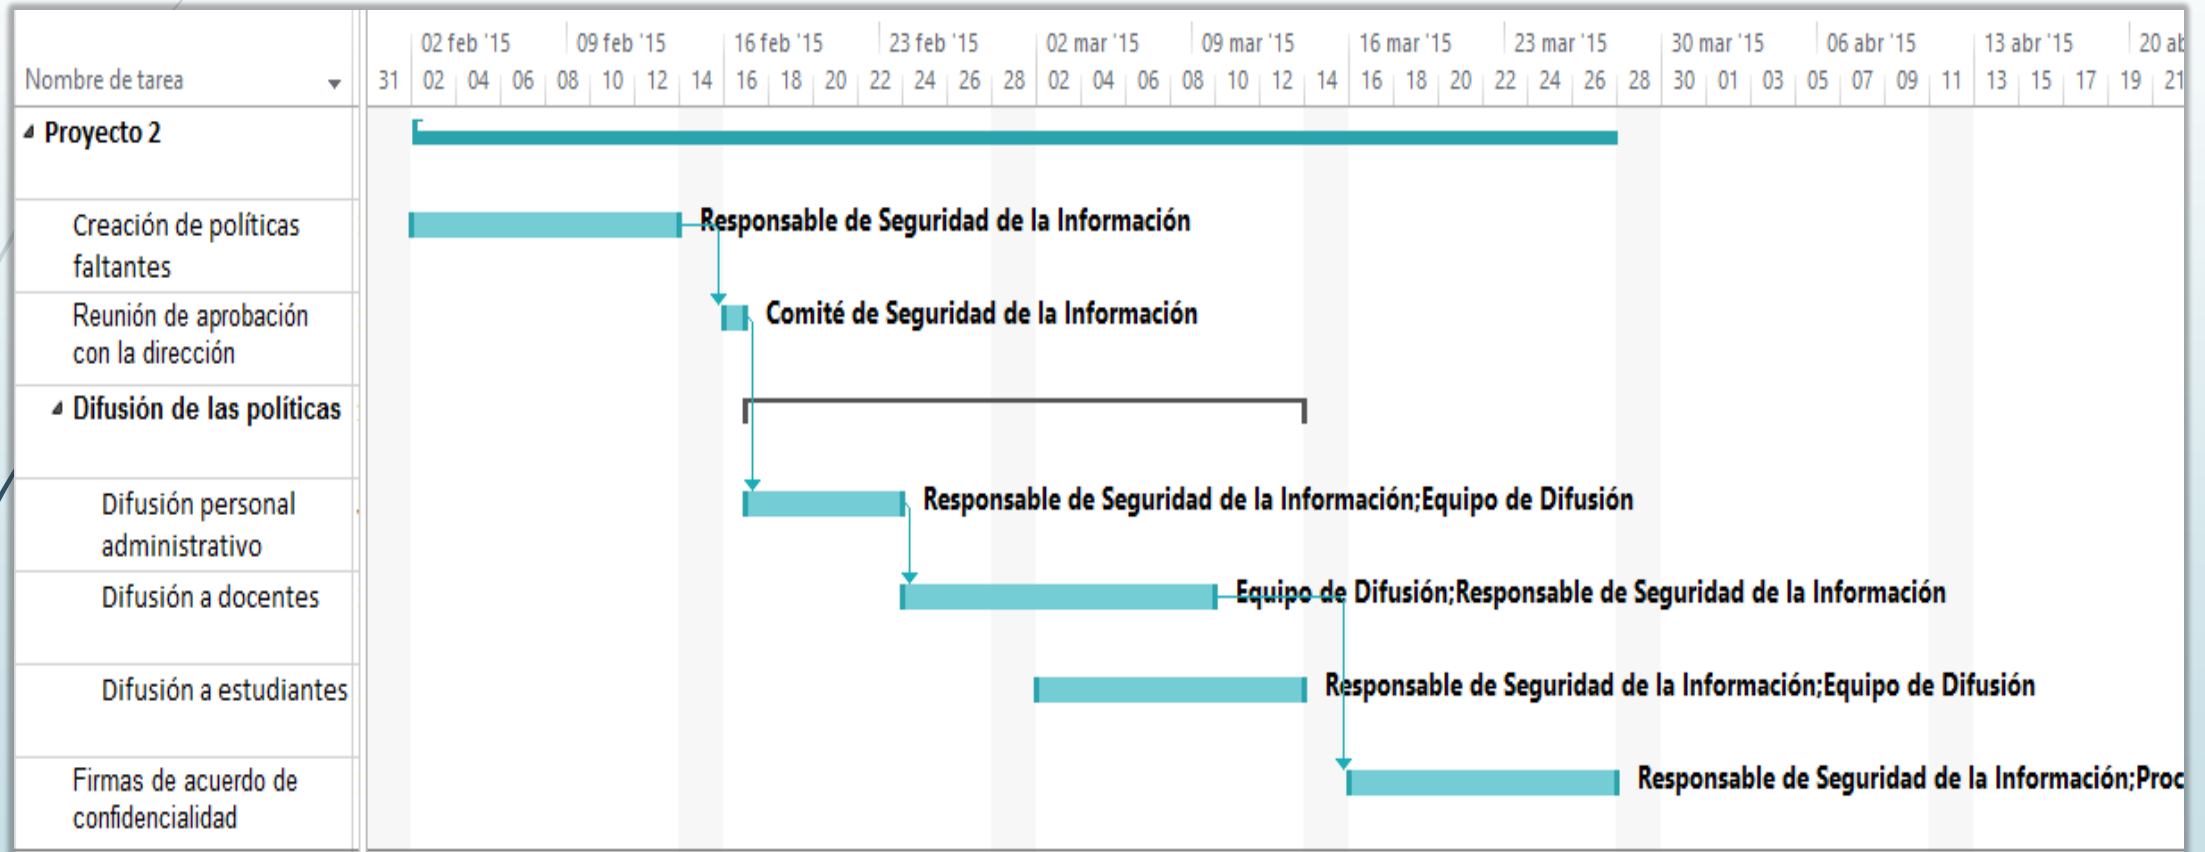 02 feb '15 09 feb '15 16 feb '15 23 feb '15 02 mar '15 09 mar '15 16 mar '15 23 mar '15 30 mar '15 06 abr '15 13 abr '15 20 ab
Nombre de tarea 31 02 04 06 08 10 12 14 16 18 20 22 24 26 28 02 04 06 08 10 12 14 16 18 20 22 24 26 28 30 01 03 05 07 09 11 13 15 17 19 21
Proyecto 2
Creación de políticas
faltantes
Responsable de Seguridad de la Información
Reunión de aprobación
con la dirección
Comité de Seguridad de la Información
Difusión de las políticas
Difusión personal
administrativo
Responsable de Seguridad de la Información;Equipo de Difusión
Difusión a docentes
Equipo de Difusión;Responsable de Seguridad de la Información
Difusión a estudiantes
Responsable de Seguridad de la Información;Equipo de Difusión
Firmas de acuerdo de
confidencialidad
Responsable de Seguridad de la Información;Proc